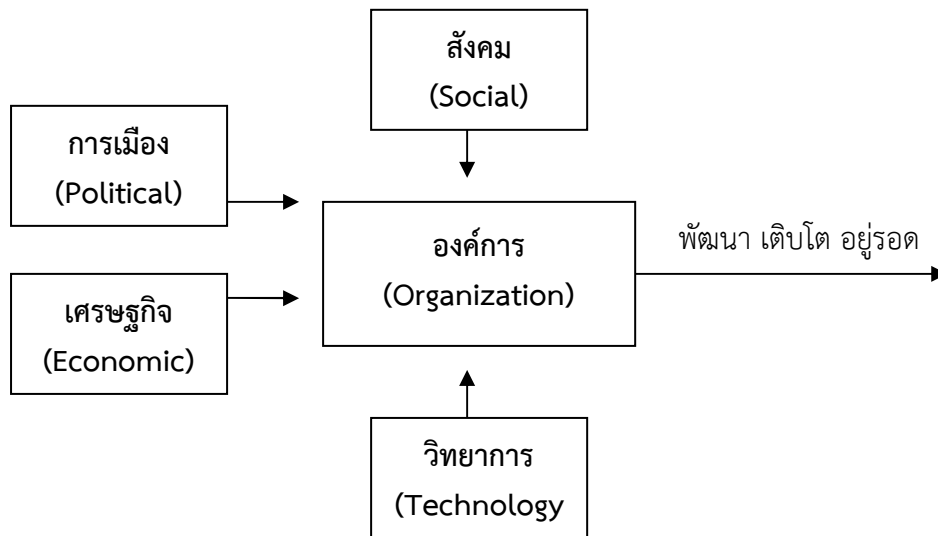 สังคม
(Social)
การเมือง
(Political)
องค์การ
(Organization)
พัฒนา เติบโต อยู่รอด
เศรษฐกิจ
(Economic)
วิทยาการ
(Technology